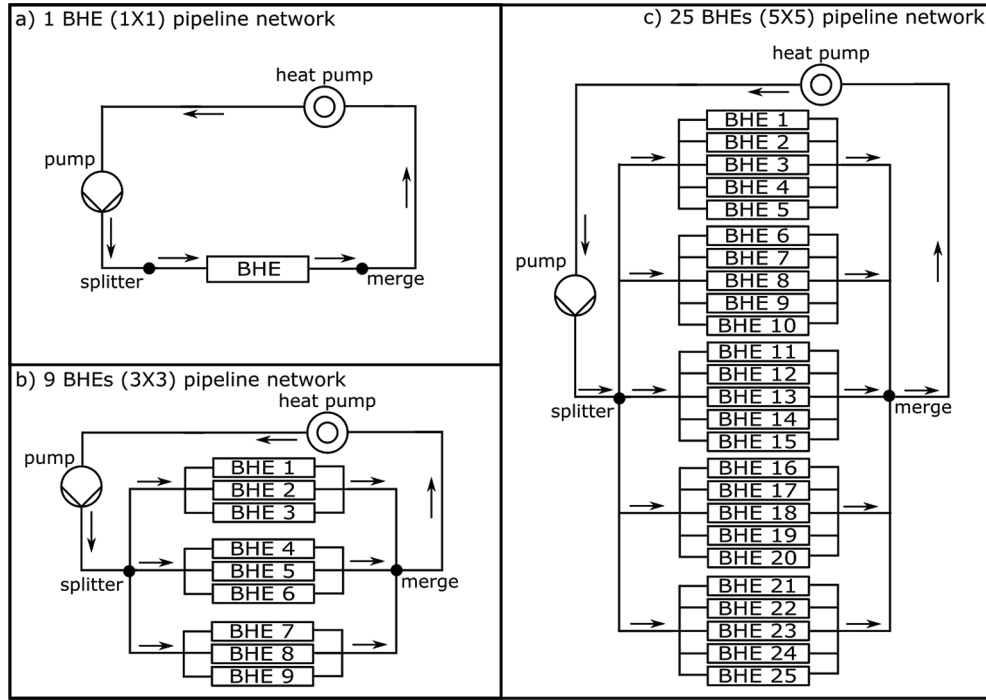 a) 1 BHE (1X1) pipeline network
heat pump
pump
splitter
BHE
merge
b) 9 BHEs (3X3) pipeline network
heat pump
pump
BHE 1
BHE 2
BHE 3
BHE 4
BHE 5
BHE 6
splitter
merge
BHE 7
BHE 8
BHE 9
c) 25 BHEs (5X5) pipeline network
heat pump
BHE 1
BHE 2
BHE 3
BHE 4
BHE 5
BHE 6
BHE 7
pump
BHE 8
BHE 9
BHE 10
BHE 11
BHE 12
BHE 13
splitter
merge
BHE 14
BHE 15
BHE 16
BHE 17
BHE 18
BHE 19
BHE 20
BHE 21
BHE 22
BHE 23
BHE 24
BHE 25